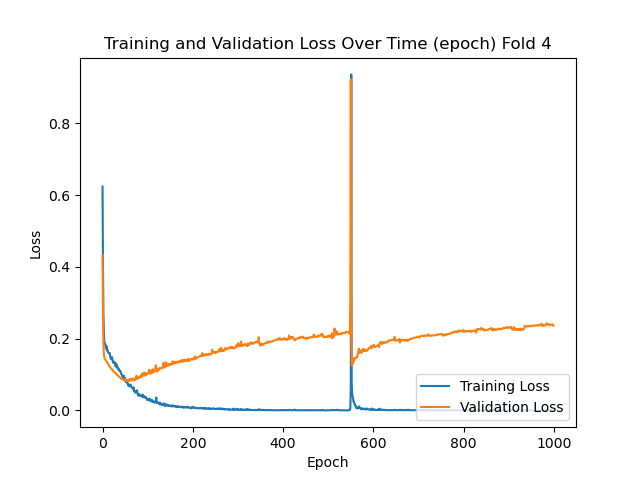 Training and Validation Loss Over Time (epoch) Fold 4
Loss
0.8
0.6
0.4
0.2
0.0
Training Loss
Validation Loss
0
200
400
600
800
1000
Epoch